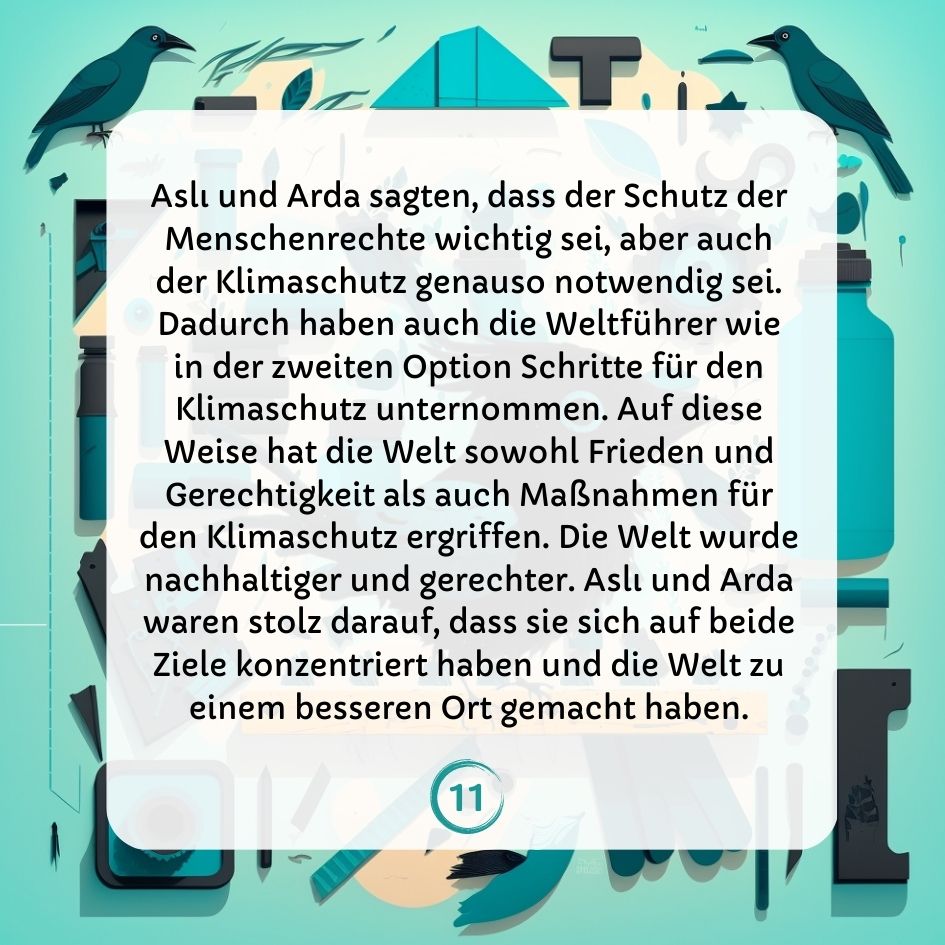 Aslı und Arda sagten, dass der Schutz der
Menschenrechte wichtig sei, aber auch
der Klimaschutz genauso notwendig sei.
Dadurch haben auch die Weltführer wie
in der zweiten Option Schritte für den
Klimaschutz unternommen. Auf diese
Weise hat die Welt sowohl Frieden und
Gerechtigkeit als auch Maßnahmen für
den Klimaschutz ergriffen. Die Welt wurde
nachhaltiger und gerechter. Aslı und Arda
waren stolz darauf, dass sie sich auf beide
Ziele konzentriert haben und die Welt zu
einem besseren Ort gemacht haben.
11